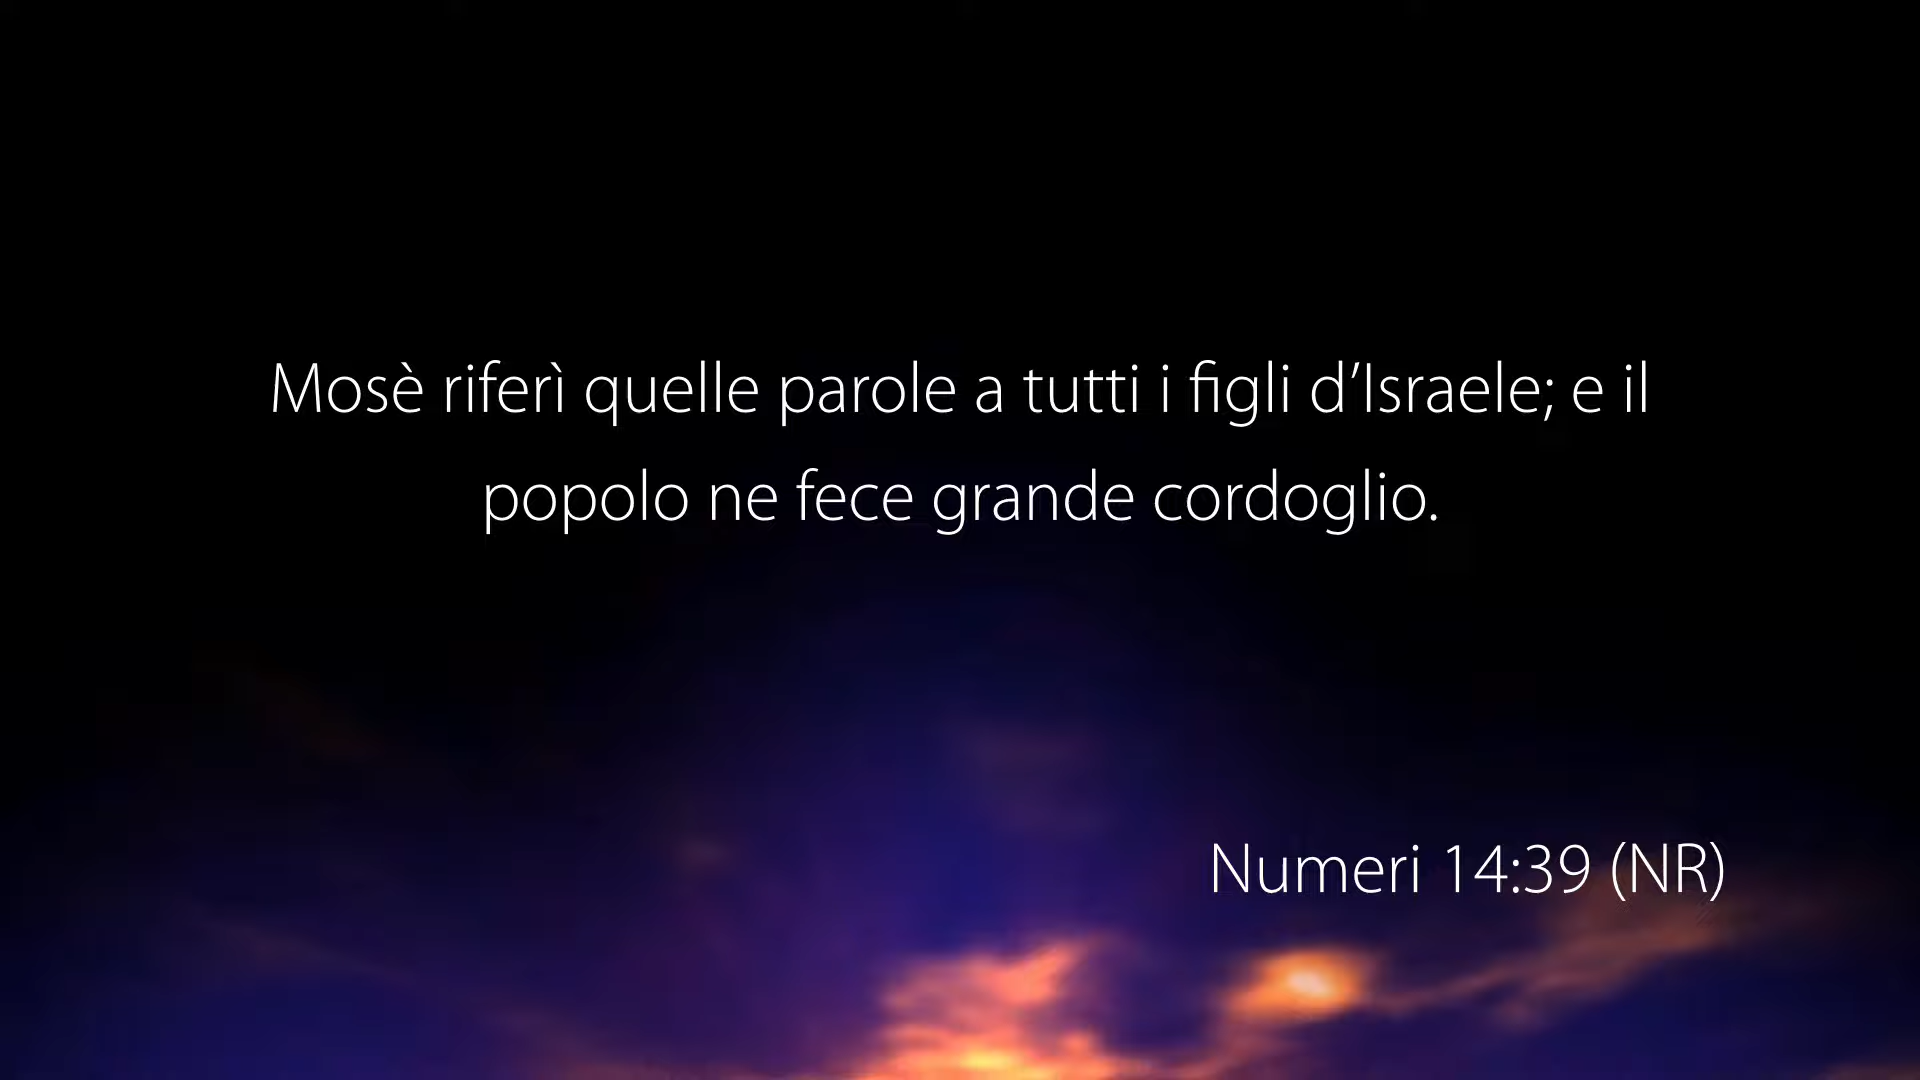 Mosè riferì quelle parole a tutti i figli d’Israele; e il
popolo ne fece grande cordoglio.
Numeri 14:39 (NR)